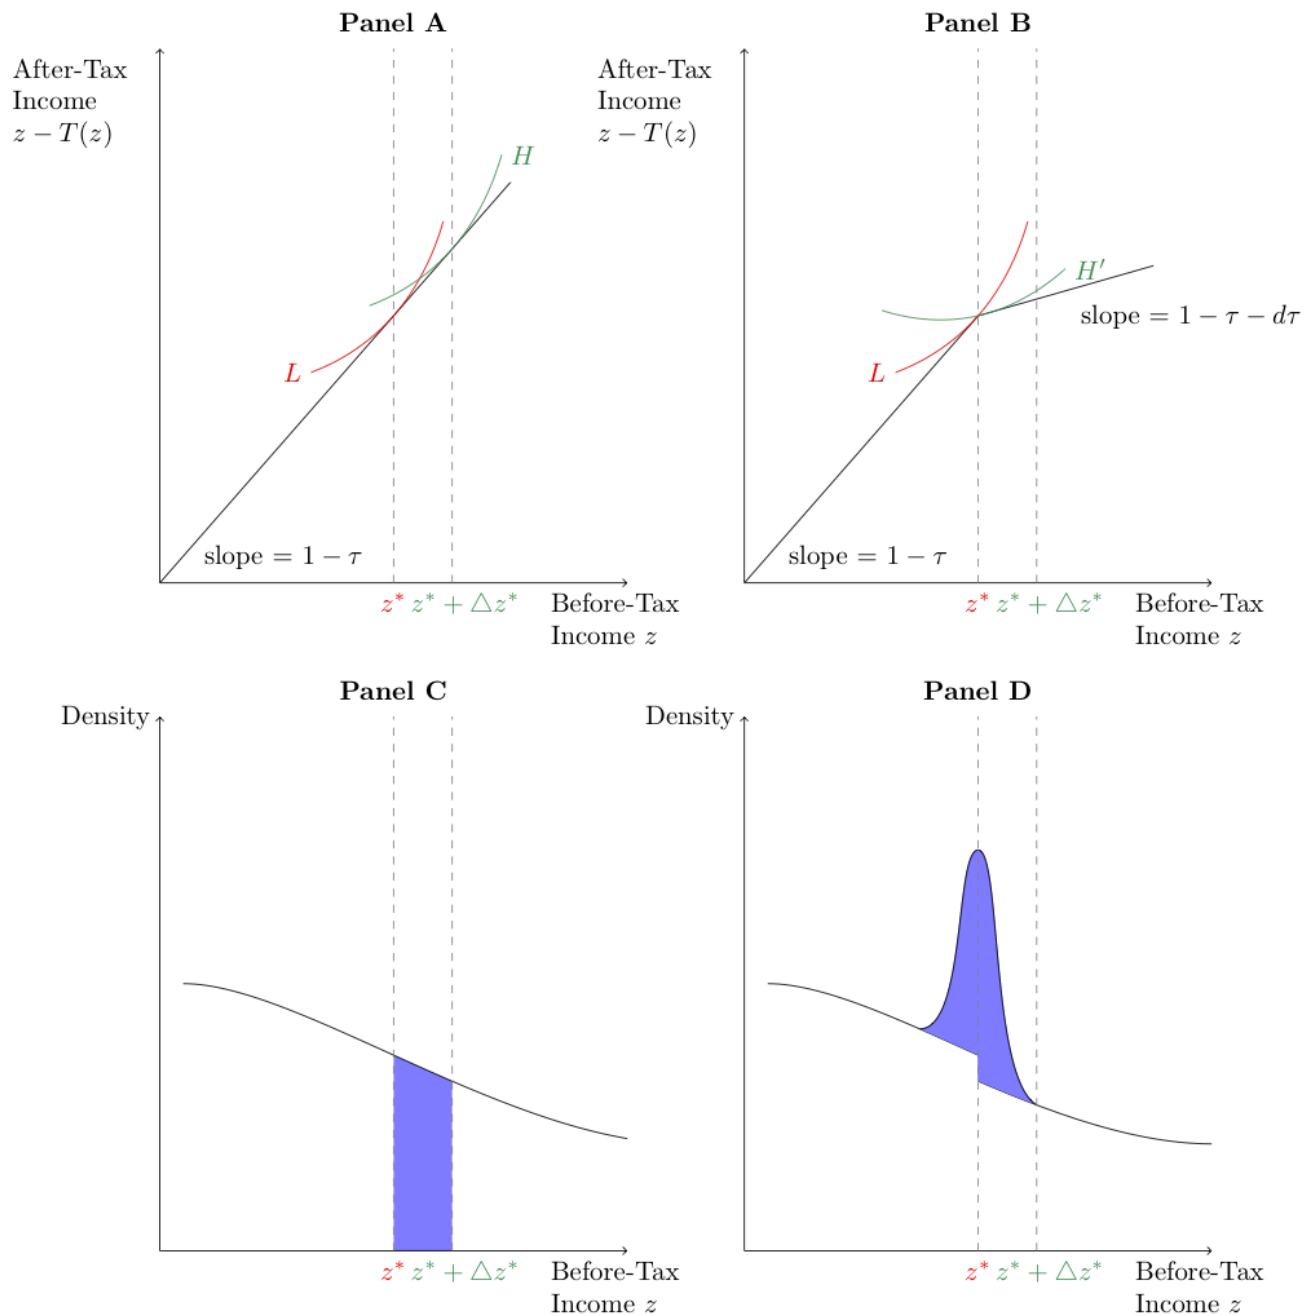 Panel A
After-Tax
Income
z − T(z)
H
L
slope = 1 − τ
z* z* + △z*
Before-Tax
Income z
Panel B
After-Tax
Income
z − T(z)
H′
slope = 1 − τ − dτ
L
slope = 1 − τ
z* z* + △z*
Before-Tax
Income z
Panel C
Density
z* z* + △z*
Before-Tax
Income z
Panel D
Density
z* z* + △z*
Before-Tax
Income z